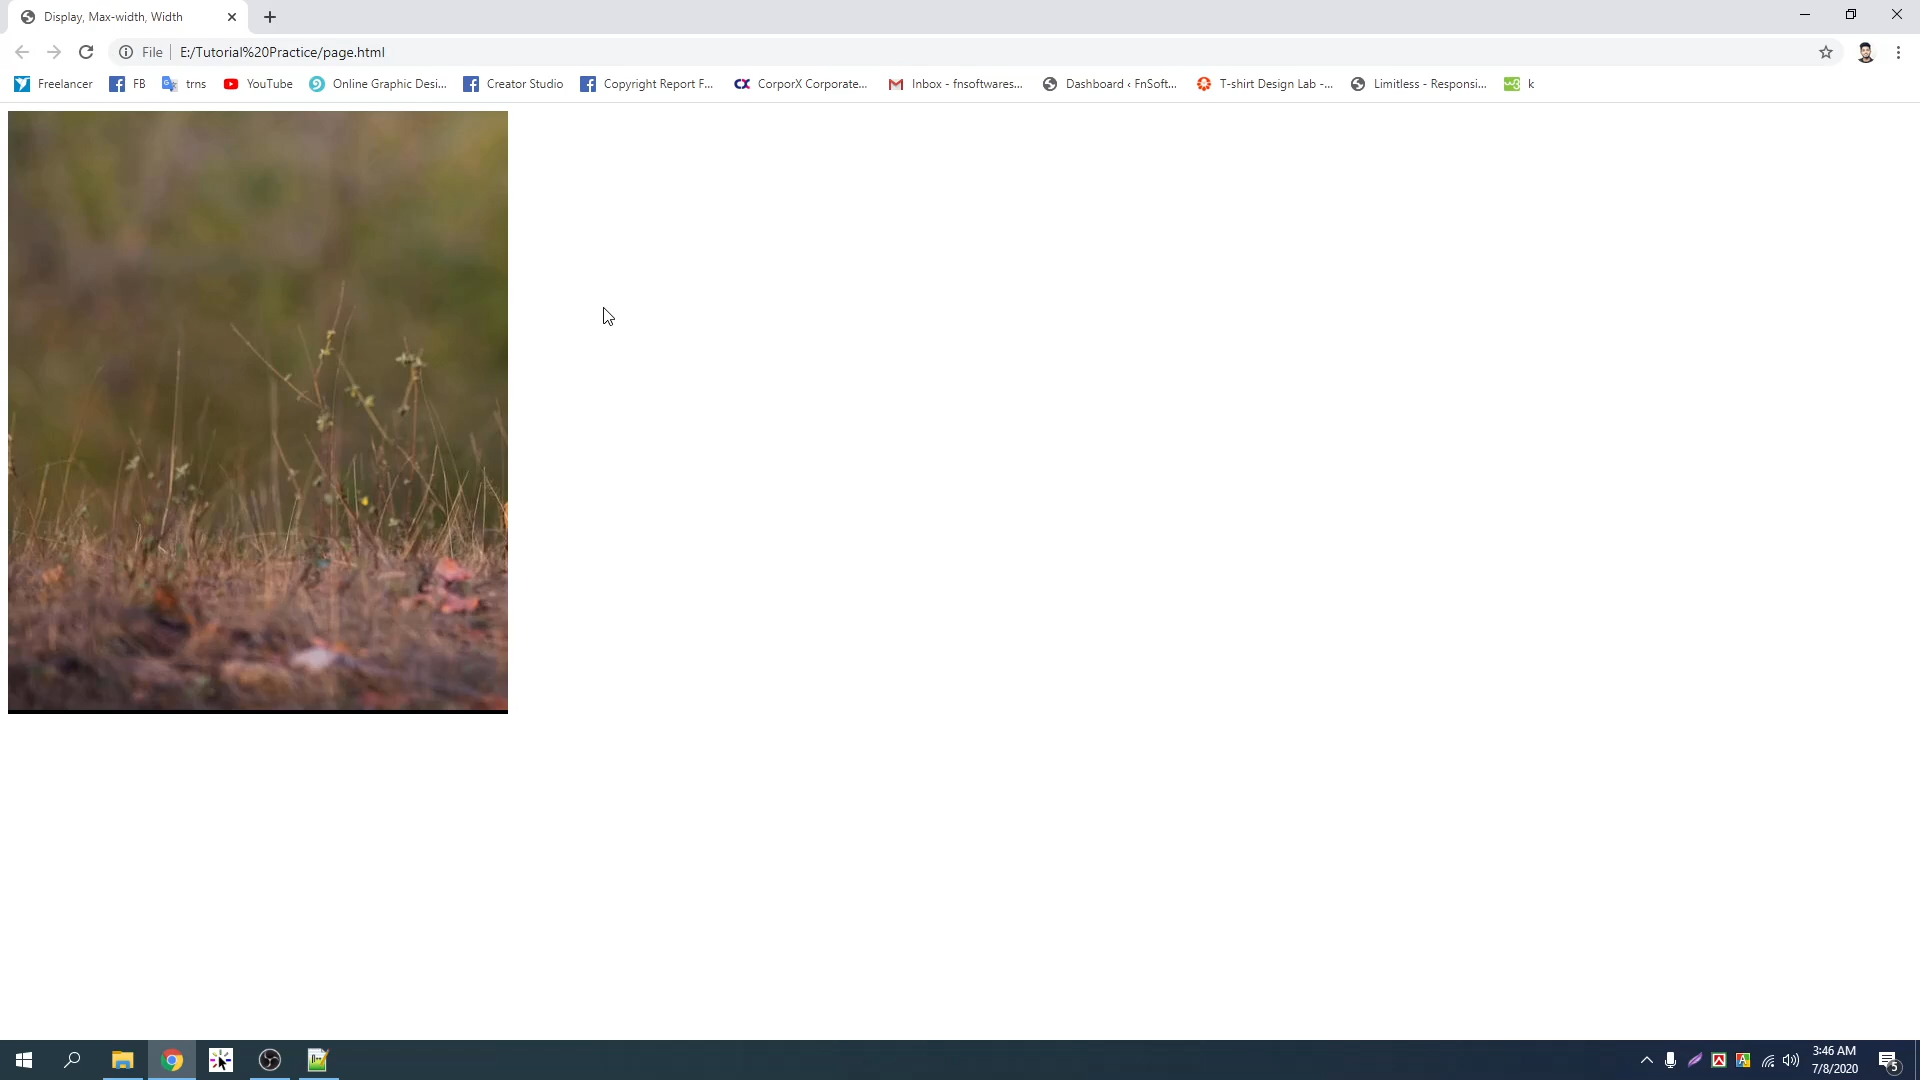 Display, Max-width, Width
File E:/Tutorial%20Practice/page.html
Freelancer FB trns YouTube Online Graphic Desi... Creator Studio Copyright Report F... CorporX Corporate... Inbox - fnsoftwares... Dashboard ‹ FnSoft... T-shirt Design Lab -... Limitless - Responsi... k
3:46 AM
7/8/2020
5